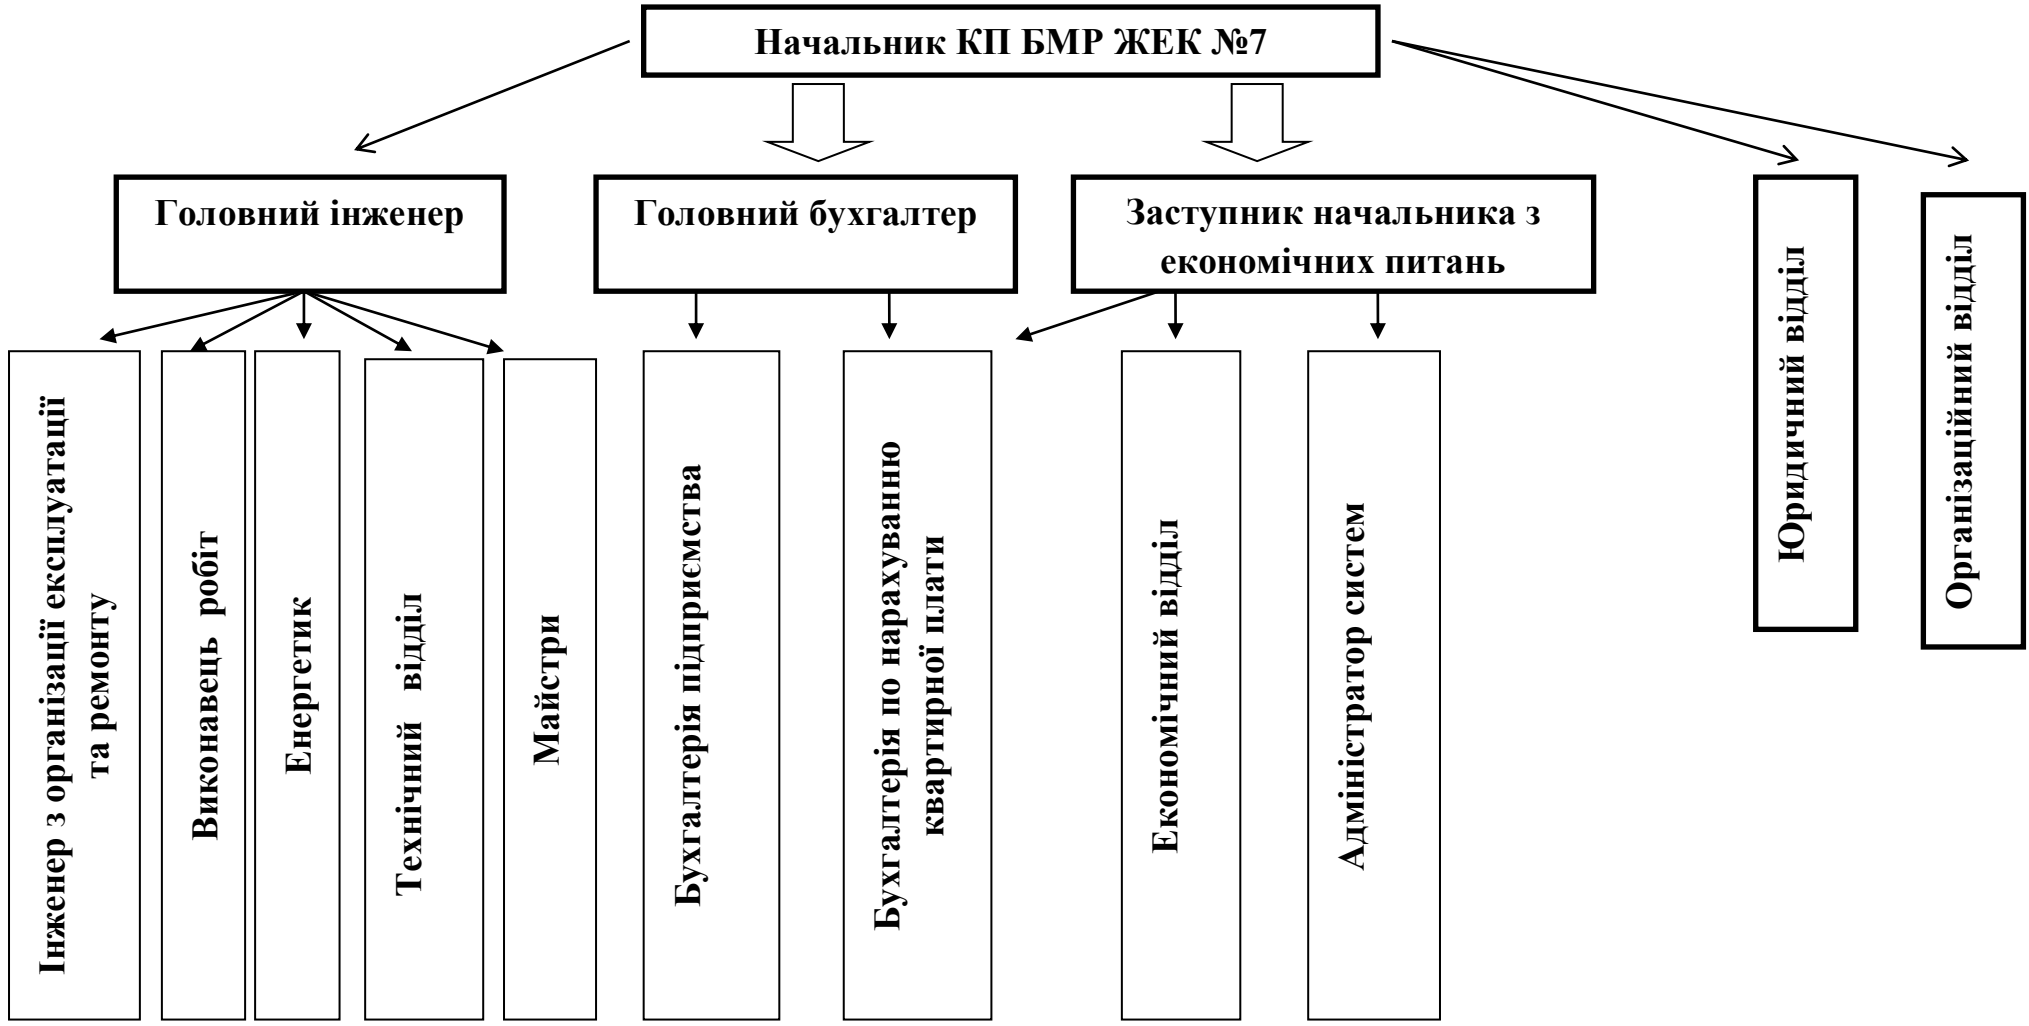 Начальник КП БМР ЖЕК №7
Головний інженер
Головний бухгалтер
Заступник начальника з
економічних питань
Юридичний відділ
Організаційний відділ
Інженер з організації експлуатації
та ремонту
Виконавець робіт
Енергетик
Технічний відділ
Майстри
Бухгалтерія підприємства
Бухгалтерія по нарахуванню
квартирної плати
Економічний відділ
Адміністратор систем